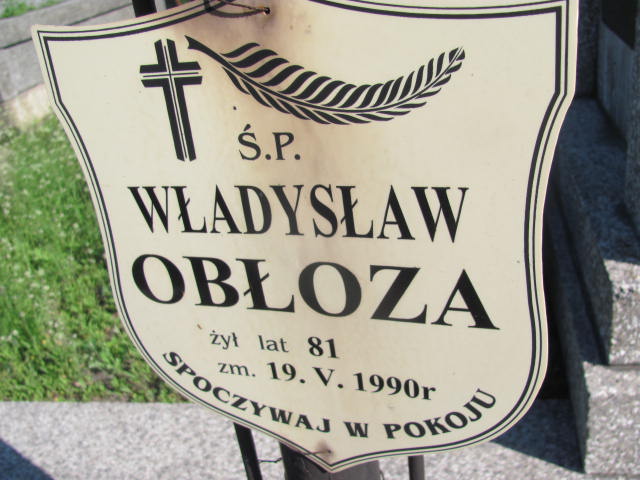 Ś.P.
WŁADYSŁAW
OBŁOZA
żył lat 81
zm. 19. V. 1990r
SPOCZYWAJ W POKOJU